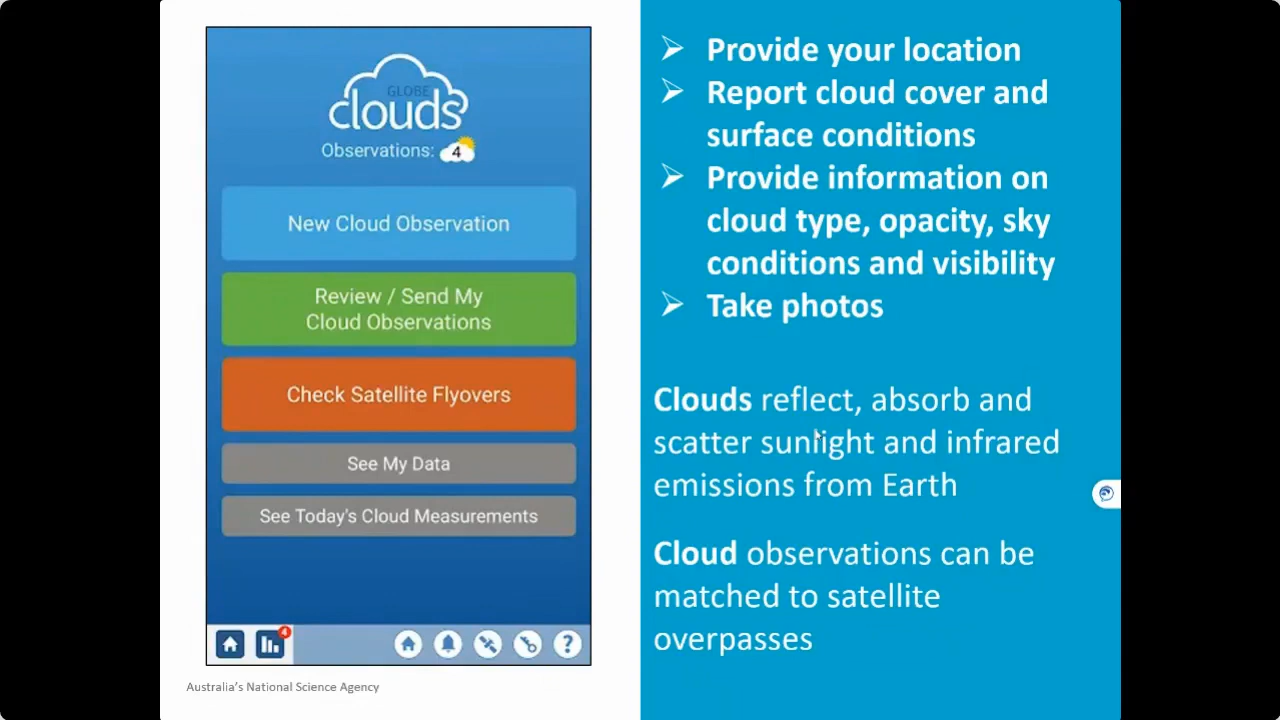 GLOBE
clouds
Observations: 4
New Cloud Observation
Review / Send My
Cloud Observations
Check Satellite Flyovers
See My Data
See Today's Cloud Measurements
4
?
Australia's National Science Agency
➢ Provide your location
➢ Report cloud cover and
surface conditions
➢ Provide information on
cloud type, opacity, sky
conditions and visibility
➢ Take photos
Clouds reflect, absorb and
scatter sunlight and infrared
emissions from Earth
Cloud observations can be
matched to satellite
overpasses